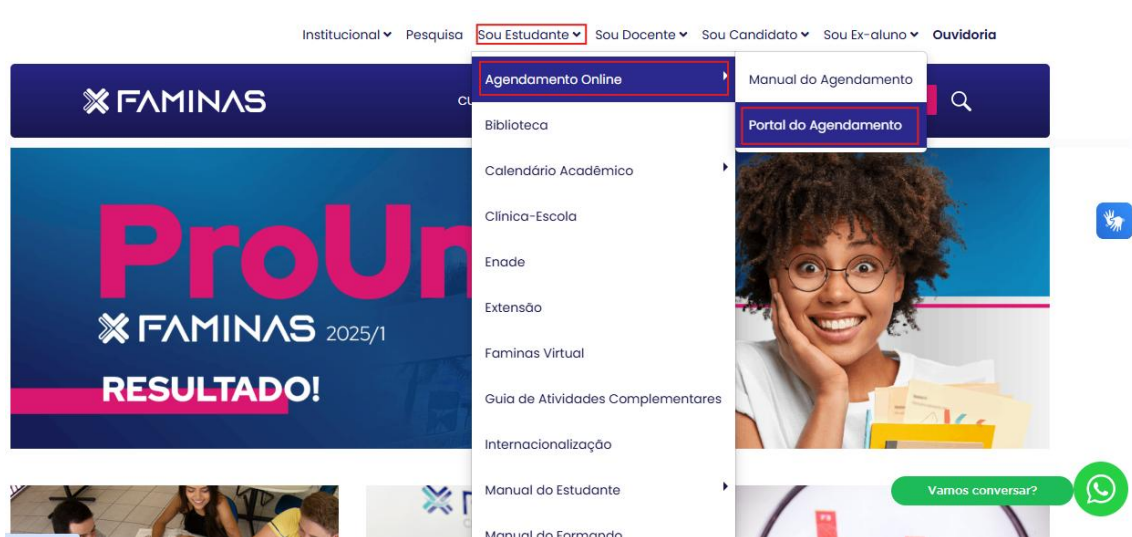 Institucional Pesquisa Sou Estudante Sou Docente Sou Candidato Sou Ex-aluno Ouvidoria
FAMINAS
Agendamento Online
Manual do Agendamento
Portal do Agendamento
Biblioteca
Calendário Acadêmico
Clínica-Escola
Enade
Extensão
Faminas Virtual
Guia de Atividades Complementares
Internacionalização
Manual do Estudante
Manual do Formando
ProUn
FAMINAS 2025/1
RESULTADO!
Vamos conversar?